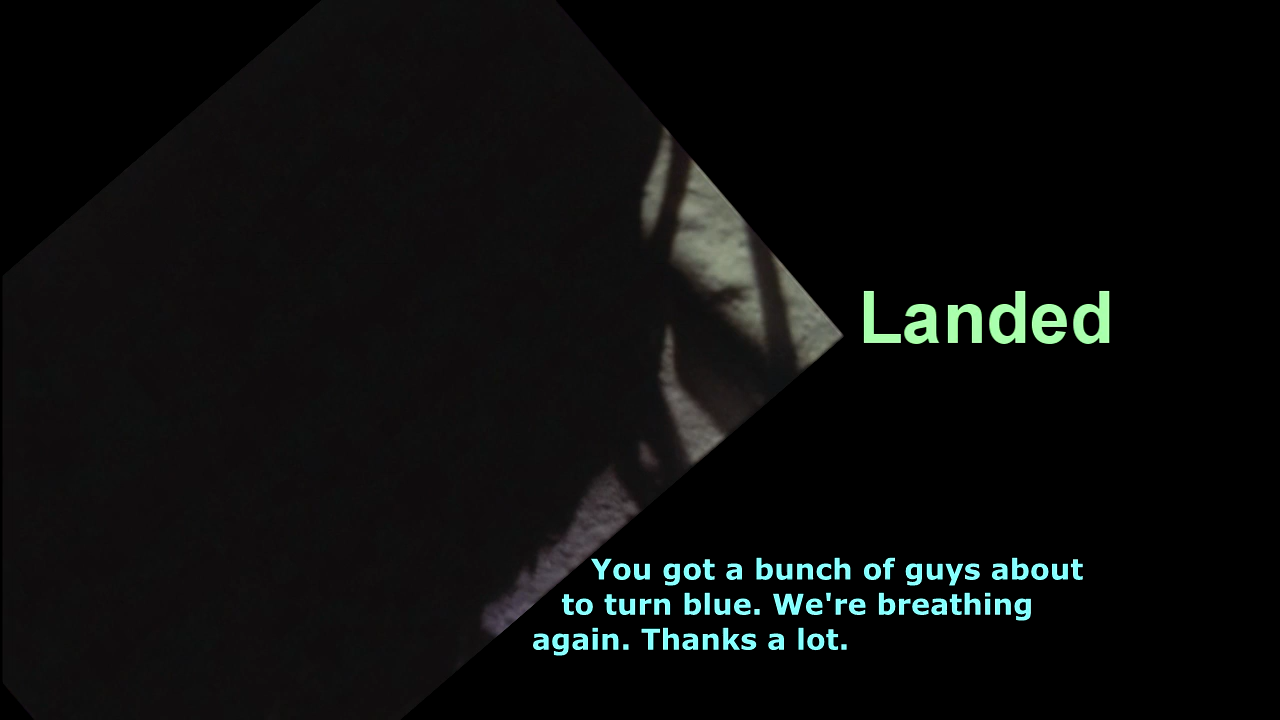 Landed
You got a bunch of guys about
to turn blue. We're breathing
again. Thanks a lot.